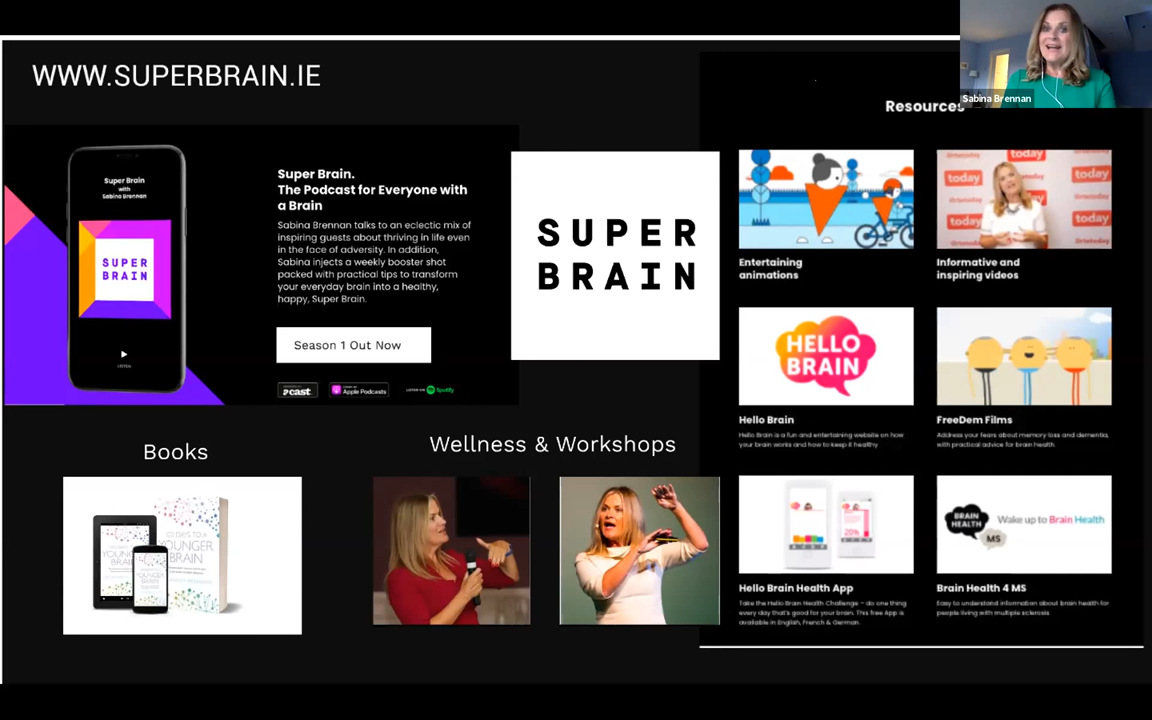 WWW.SUPERBRAIN.IE
Sabina Brennan
Super Brain
with
Sabina Brennan
SUPER
BRAIN
LISTEN
Super Brain.
The Podcast for Everyone with
a Brain
Sabina Brennan talks to an eclectic mix of
inspiring guests about thriving in life even
in the face of adversity. In addition,
Sabina injects a weekly booster shot
packed with practical tips to transform
your everyday brain into a healthy,
happy, Super Brain.
Season 1 Out Now
acast
Apple Podcasts
LISTEN ON Spotify
SUPER
BRAIN
Books
YOUNGER
BRAIN
Wellness & Workshops
Resources
today
today
today
today
Entertaining
animations
Informative and
inspiring videos
HELLO
BRAIN
Hello Brain
Hello Brain is a fun and entertaining website on how
your brain works and how to keep it healthy
FreeDem Films
Address your fears about memory loss and dementia,
with practical advice for brain health.
20%
Hello Brain Health App
Take the Hello Brain Health Challenge – do one thing
every day that's good for your brain. This free App is
available in English, French & German.
BRAIN
HEALTH
MS
Wake up to Brain Health
Brain Health 4 MS
Easy to understand information about brain health for
people living with multiple sclerosis